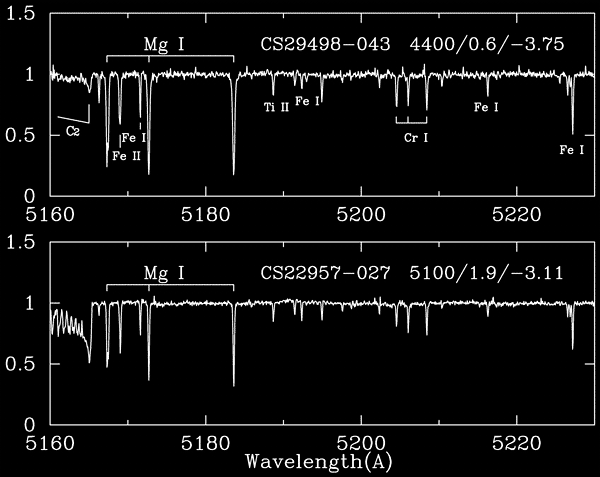 1.5
Mg I CS29498-043 4400/0.6/-3.75
1
Ti II Fe I Fe I
C2 Fe I Cr I
0.5
Fe II Fe I
0
5160 5180 5200 5220
1.5
Mg I CS22957-027 5100/1.9/-3.11
1
0.5
0
5160 5180 5200 5220
Wavelength(A)